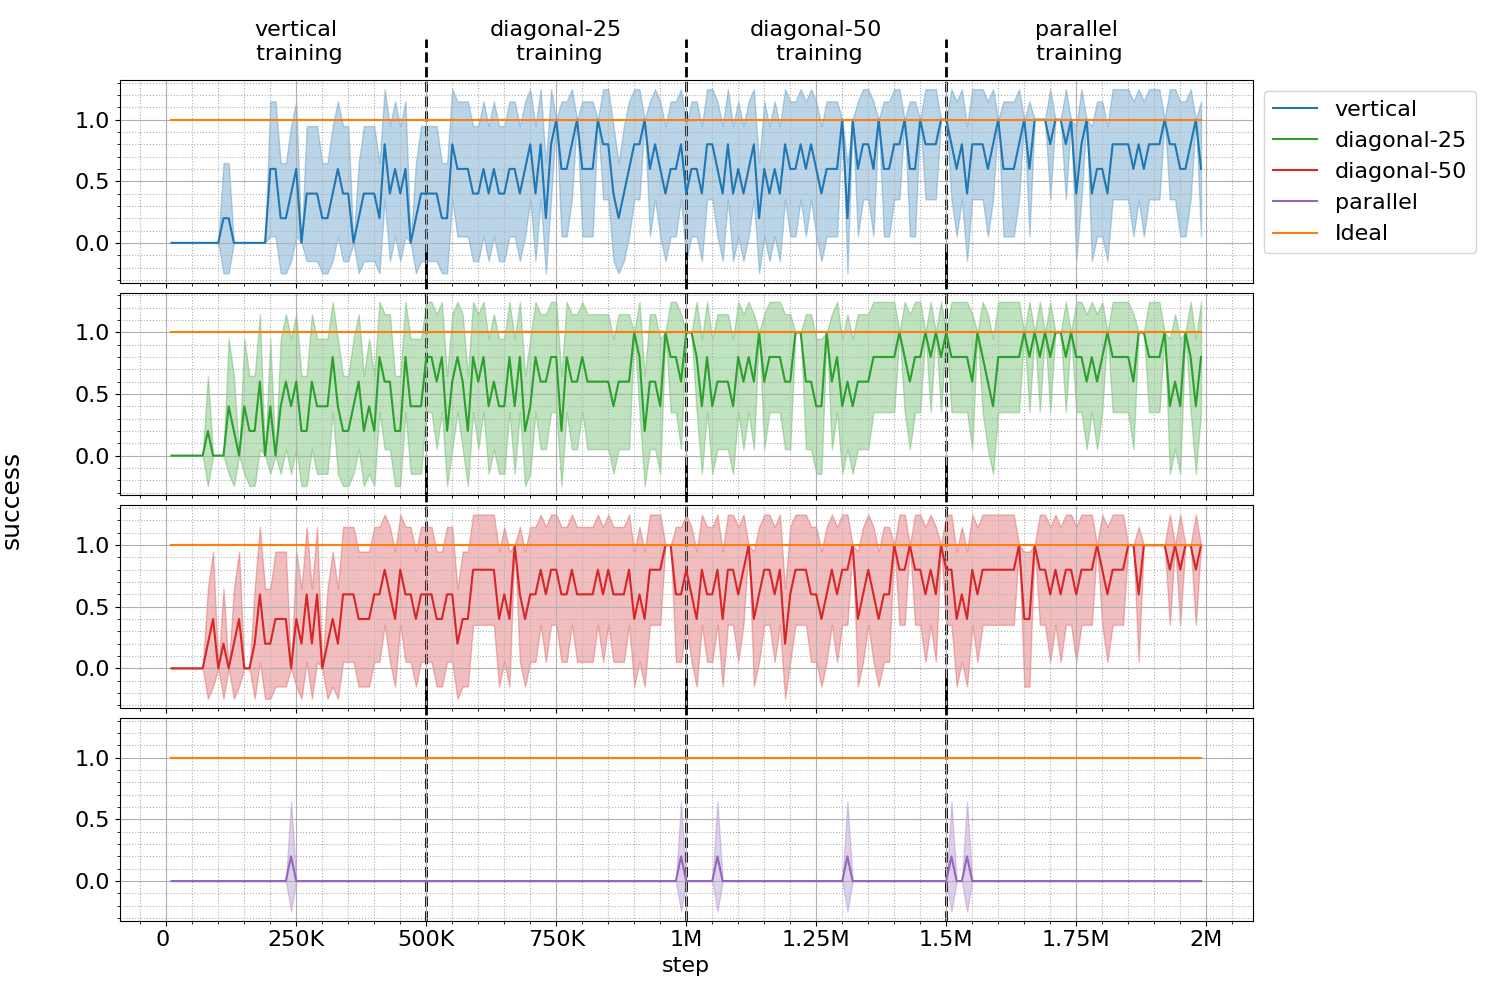 vertical
training
diagonal-25
training
diagonal-50
training
parallel
training
1.0
0.5
0.0
vertical
diagonal-25
diagonal-50
parallel
Ideal
1.0
0.5
0.0
success
1.0
0.5
0.0
1.0
0.5
0.0
0 250K 500K 750K 1M 1.25M 1.5M 1.75M 2M
step